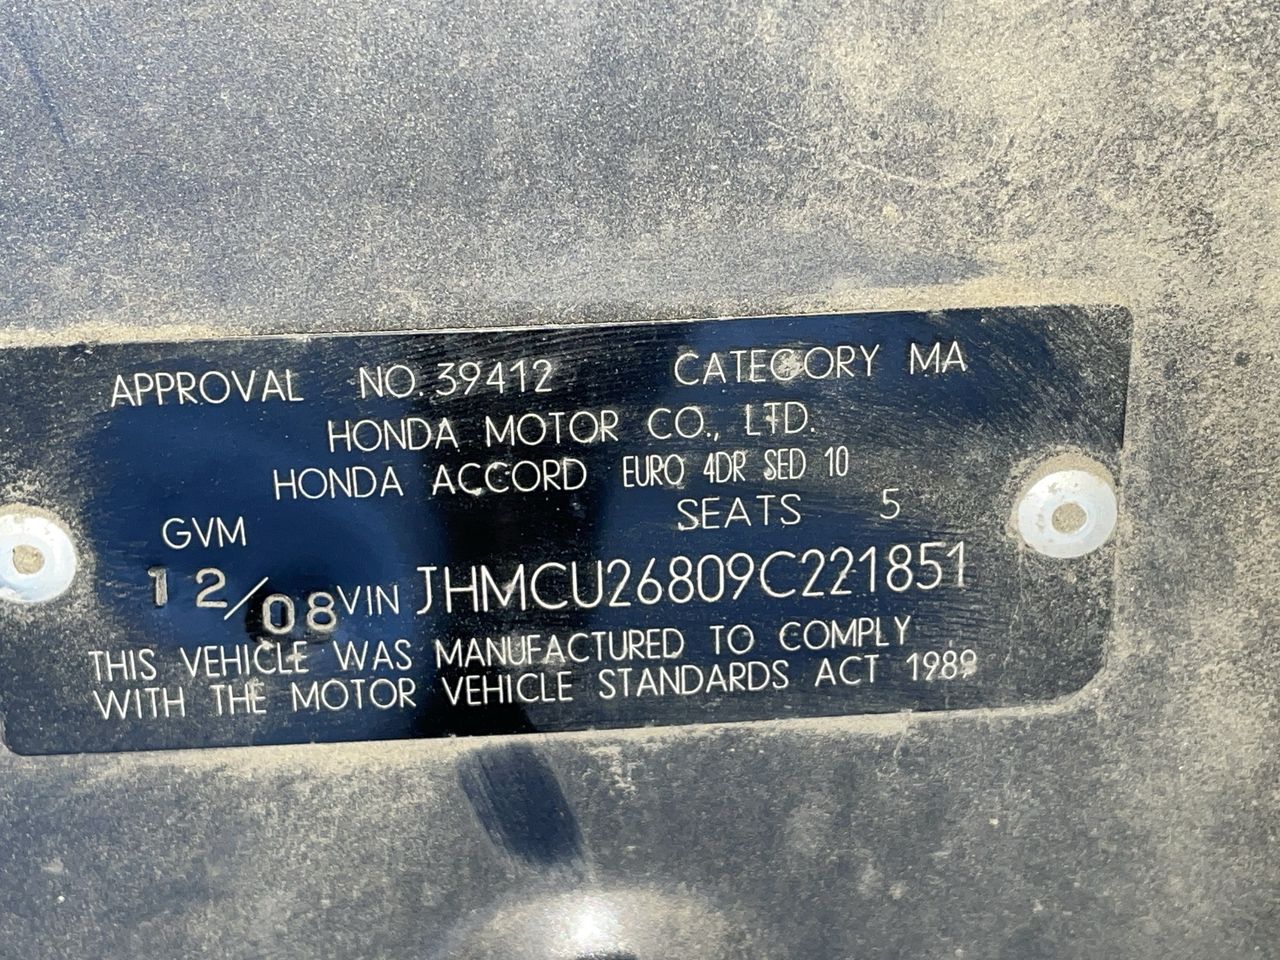 APPROVAL NO. 39412 CATEGORY MA
HONDA MOTOR CO., LTD.
HONDA ACCORD EURO 4DR SED 10
GVM SEATS 5
12/08 VIN JHMCU26809C221851
THIS VEHICLE WAS MANUFACTURED TO COMPLY
WITH THE MOTOR VEHICLE STANDARDS ACT 1989